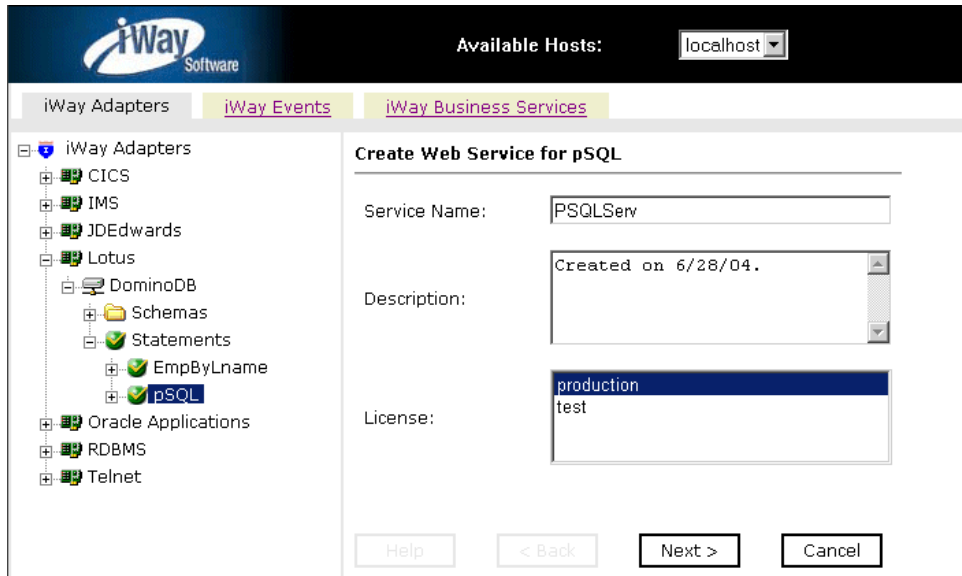 iWay
Software
Available Hosts: localhost
iWay Adapters iWay Events iWay Business Services
iWay Adapters
CICS
IMS
JDEdwards
Lotus
DominoDB
Schemas
Statements
EmpByLname
pSQL
Oracle Applications
RDBMS
Telnet
Create Web Service for pSQL
Service Name: PSQLServ
Description: Created on 6/28/04.
License: production
test
Help < Back Next > Cancel